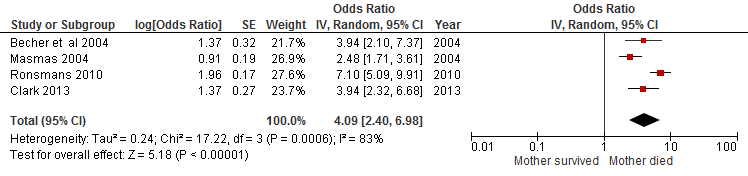 Odds Ratio Odds Ratio
Study or Subgroup log[Odds Ratio] SE Weight IV, Random, 95% CI Year IV, Random, 95% CI
Becher et al 2004 1.37 0.32 21.7% 3.94 [2.10, 7.37] 2004
Masmas 2004 0.91 0.19 26.9% 2.48 [1.71, 3.61] 2004
Ronsmans 2010 1.96 0.17 27.6% 7.10 [5.09, 9.91] 2010
Clark 2013 1.37 0.27 23.7% 3.94 [2.32, 6.68] 2013
Total (95% CI) 100.0% 4.09 [2.40, 6.98]
Heterogeneity: Tau² = 0.24; Chi² = 17.22, df = 3 (P = 0.0006); I² = 83%
Test for overall effect: Z = 5.18 (P < 0.00001)
0.01 0.1 1 10 100
Mother survived Mother died